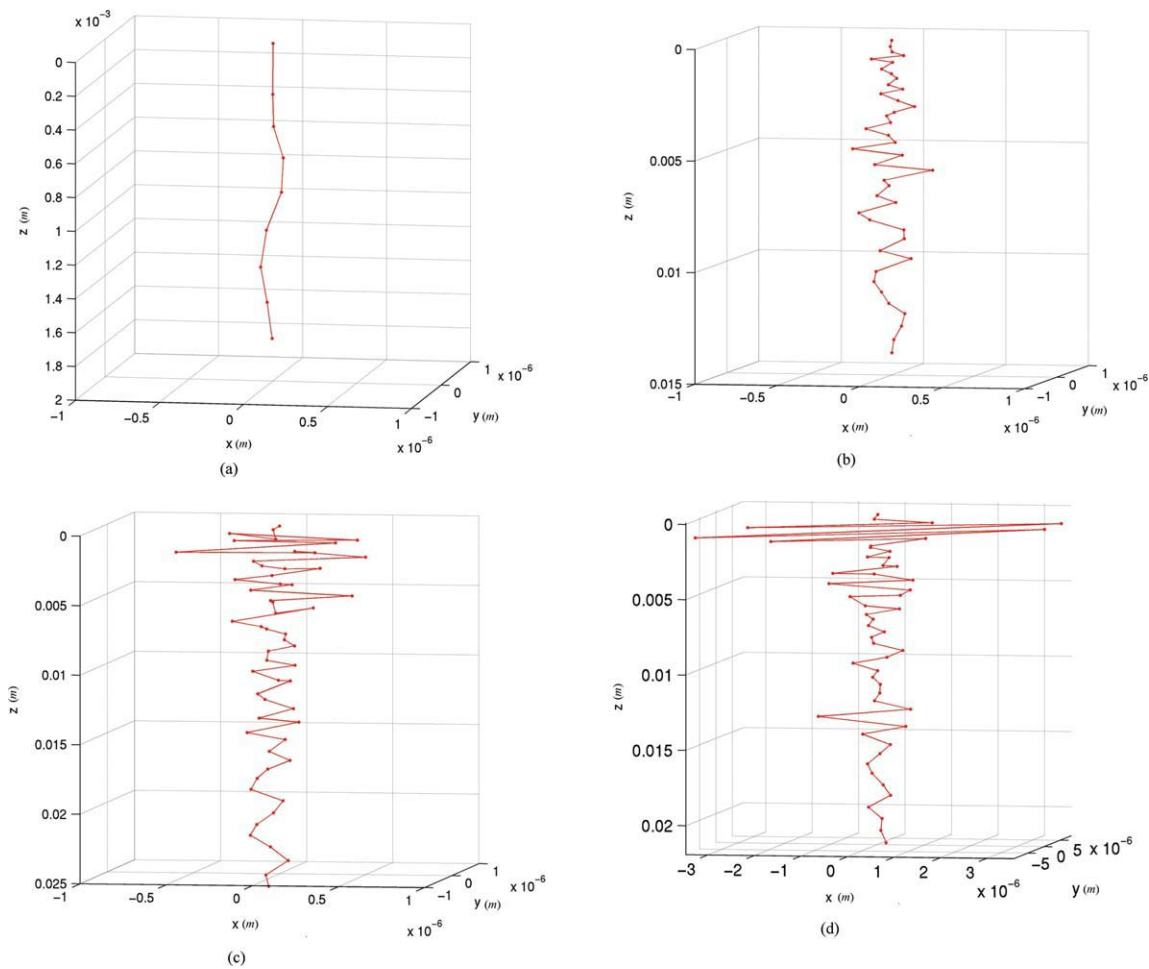 x 10⁻³
0
0.2
0.4
0.6
0.8
1
1.2
1.4
1.6
1.8
2
z (m)
−1 −0.5 0 0.5 1
x (m)
x 10⁻⁶
−1 0 1
y (m)
x 10⁻⁶
(a)
0
0.005
0.01
0.015
z (m)
−1 −0.5 0 0.5 1
x (m)
x 10⁻⁶
−1 0 1
y (m)
x 10⁻⁶
(b)
0
0.005
0.01
0.015
0.02
0.025
z (m)
−1 −0.5 0 0.5 1
x (m)
x 10⁻⁶
−1 0 1
y (m)
x 10⁻⁶
(c)
0
0.005
0.01
0.015
0.02
z (m)
−3 −2 −1 0 1 2 3
x (m)
x 10⁻⁶
−5 0 5
y (m)
x 10⁻⁶
(d)